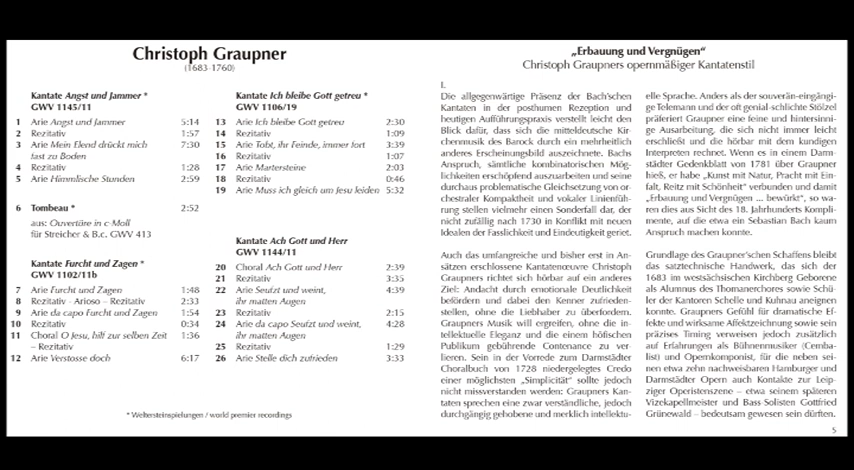 Christoph Graupner
(1683-1760)
Kantate Angst und Jammer *
GWV 1145/11
1 Arie Angst und Jammer 5:14
2 Rezitativ 1:57
3 Arie Mein Elend drückt mich 7:30
fast zu Boden
4 Rezitativ 1:28
5 Arie Himmlische Stunden 2:59
6 Tombeau * 2:52
aus: Ouvertüre in c-Moll
für Streicher & B.c. GWV 413
Kantate Furcht und Zagen *
GWV 1102/11b
7 Arie Furcht und Zagen 1:48
8 Rezitativ - Arioso – Rezitativ 2:33
9 Arie da capo Furcht und Zagen 1:54
10 Rezitativ 0:34
11 Choral O Jesu, hilf zur selben Zeit 1:36
– Rezitativ
12 Arie Verstosse doch 6:17
Kantate Ich bleibe Gott getreu *
GWV 1106/19
13 Arie Ich bleibe Gott getreu 2:30
14 Rezitativ 1:09
15 Arie Tobt, ihr Feinde, immer fort 3:39
16 Rezitativ 1:07
17 Arie Martersteine 2:03
18 Rezitativ 0:46
19 Arie Muss ich gleich um Jesu leiden 5:32
Kantate Ach Gott und Herr
GWV 1144/11
20 Choral Ach Gott und Herr 2:39
21 Rezitativ 3:35
22 Arie Seufzt und weint, 4:39
ihr matten Augen
23 Rezitativ 2:15
24 Arie da capo Seufzt und weint, 4:28
ihr matten Augen
25 Rezitativ 1:29
26 Arie Stelle dich zufrieden 3:33
* Weltersteinspielungen / world premier recordings
„Erbauung und Vergnügen“
Christoph Graupners opernmäßiger Kantatenstil
I.
Die allgegenwärtige Präsenz der Bach’schen
Kantaten in der posthumen Rezeption und
heutigen Aufführungspraxis verstellt leicht den
Blick dafür, dass sich die mitteldeutsche Kir-
chenmusik des Barock durch ein mehrheitlich
anderes Erscheinungsbild auszeichnete. Bachs
Anspruch, sämtliche kombinatorischen Mög-
lichkeiten erschöpfend auszuarbeiten und seine
durchaus problematische Gleichsetzung von or-
chestraler Kompaktheit und vokaler Linienfüh-
rung stellen vielmehr einen Sonderfall dar, der
nicht zufällig nach 1730 in Konflikt mit neuen
Idealen der Fasslichkeit und Eindeutigkeit geriet.
Auch das umfangreiche und bisher erst in An-
sätzen erschlossene Kantatenœuvre Christoph
Graupners richtet sich hörbar auf ein anderes
Ziel: Andacht durch emotionale Deutlichkeit
befördern und dabei den Kenner zufrieden-
stellen, ohne die Liebhaber zu überfordern.
Graupners Musik will ergreifen, ohne die in-
tellektuelle Eleganz und die einem höfischen
Publikum gebührende Contenance zu ver-
lieren. Sein in der Vorrede zum Darmstädter
Choralbuch von 1728 niedergelegtes Credo
einer möglichsten „Simplicität“ sollte jedoch
nicht missverstanden werden: Graupners Kan-
taten sprechen eine zwar verständliche, jedoch
durchgängig gehobene und merklich intellektu-
elle Sprache. Anders als der souverän-eingängi-
ge Telemann und der oft genial-schlichte Stölzel
präferiert Graupner eine feine und hintersinni-
ge Ausarbeitung, die sich nicht immer leicht
erschließt und die hörbar mit dem kundigen
Interpreten rechnet. Wenn es in einem Darm-
städter Gedenkblatt von 1781 über Graupner
hieß, er habe „Kunst mit Natur, Pracht mit Ein-
falt, Reitz mit Schönheit“ verbunden und damit
„Erbauung und Vergnügen ... bewürkt“, so wa-
ren dies aus Sicht des 18. Jahrhunderts Kompli-
mente, auf die etwa ein Sebastian Bach kaum
Anspruch machen konnte.
Grundlage des Graupner’schen Schaffens bleibt
das satztechnische Handwerk, das sich der
1683 im westsächsischen Kirchberg Geborene
als Alumnus des Thomanerchores sowie Schü-
ler der Kantoren Schelle und Kuhnau aneignen
konnte. Graupners Gefühl für dramatische Ef-
fekte und wirksame Affektzeichnung sowie sein
präzises Timing verweisen jedoch zusätzlich
auf Erfahrungen als Bühnenmusiker (Cemba-
list) und Opernkomponist, für die neben sei-
nen etwa zehn nachweisbaren Hamburger und
Darmstädter Opern auch Kontakte zur Leip-
ziger Operistenszene – etwa seinem späteren
Vizekapellmeister und Bass Solisten Gottfried
Grünewald – bedeutsam gewesen sein dürften.
5